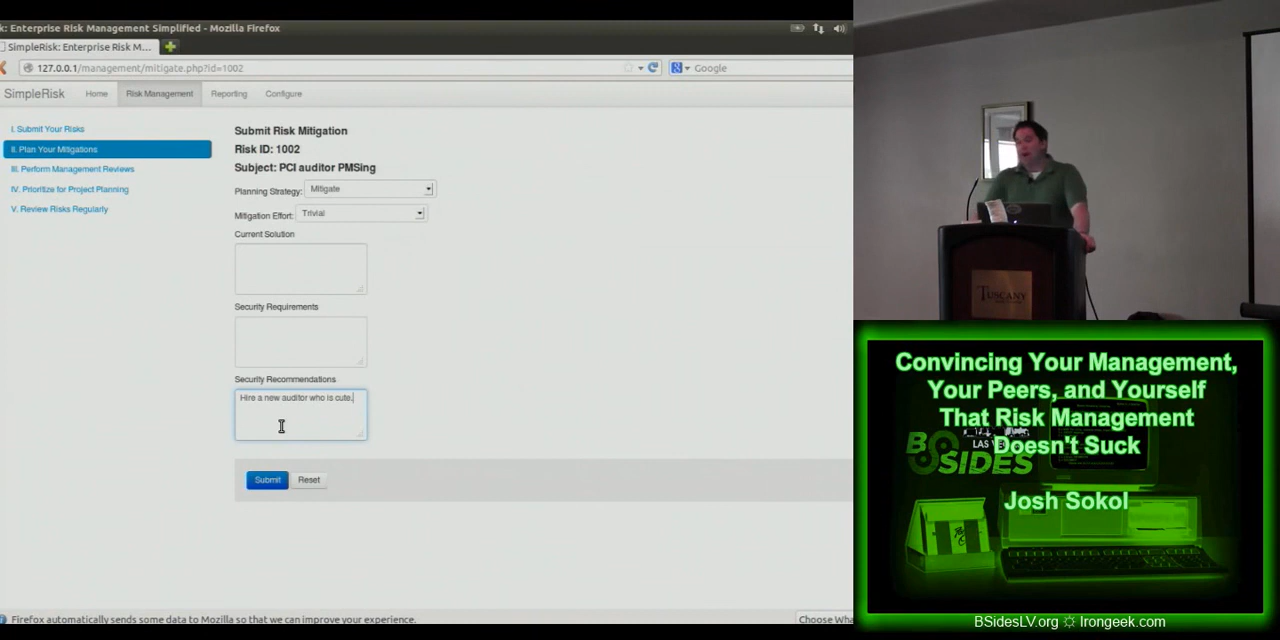 k: Enterprise Risk Management Simplified - Mozilla Firefox
SimpleRisk: Enterprise Risk M...
127.0.0.1/management/mitigate.php?id=1002
Google
SimpleRisk
Home
Risk Management
Reporting
Configure
I. Submit Your Risks
II. Plan Your Mitigations
III. Perform Management Reviews
IV. Prioritize for Project Planning
V. Review Risks Regularly
Submit Risk Mitigation
Risk ID: 1002
Subject: PCI auditor PMSing
Planning Strategy: Mitigate
Mitigation Effort: Trivial
Current Solution
Security Requirements
Security Recommendations
Hire a new auditor who is cute.
Submit
Reset
Firefox automatically sends some data to Mozilla so that we can improve your experience.
Choose Wha
TUSCANY
Convincing Your Management,
Your Peers, and Yourself
That Risk Management
Doesn't Suck
BSIDES
LAS VE
Josh Sokol
BSidesLV.org ☼ Irongeek.com